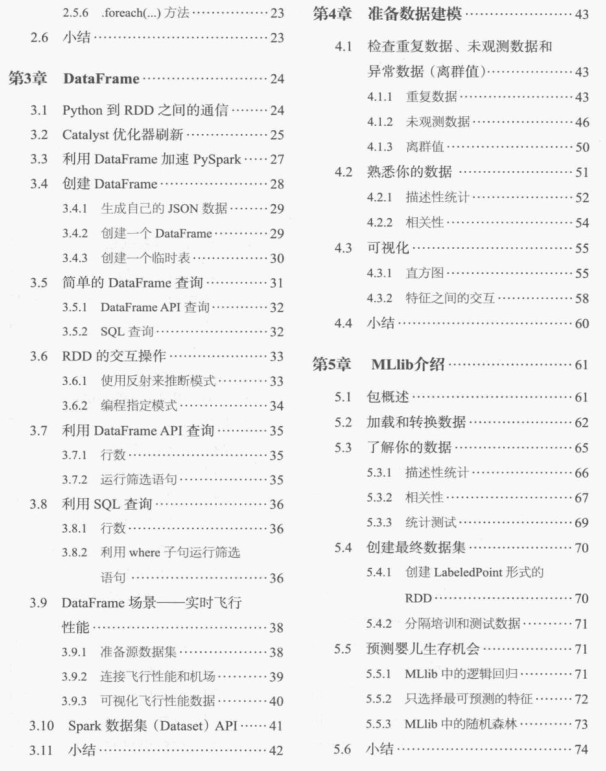 2.5.6 .foreach(...) 方法 ··············· 23
2.6 小结 ··························· 23
第3章 DataFrame ··················· 24
3.1 Python 到 RDD 之间的通信 ········ 24
3.2 Catalyst 优化器刷新 ·············· 25
3.3 利用 DataFrame 加速 PySpark ····· 27
3.4 创建 DataFrame ·················· 28
3.4.1 生成自己的 JSON 数据 ········ 29
3.4.2 创建一个 DataFrame ·········· 29
3.4.3 创建一个临时表 ·············· 30
3.5 简单的 DataFrame 查询 ··········· 31
3.5.1 DataFrame API 查询 ·········· 32
3.5.2 SQL 查询 ··················· 32
3.6 RDD 的交互操作 ················· 33
3.6.1 使用反射来推断模式 ·········· 33
3.6.2 编程指定模式 ················ 34
3.7 利用 DataFrame API 查询 ········· 35
3.7.1 行数 ······················· 35
3.7.2 运行筛选语句 ················ 35
3.8 利用 SQL 查询 ·················· 36
3.8.1 行数 ······················· 36
3.8.2 利用 where 子句运行筛选
语句 ······················· 36
3.9 DataFrame 场景——实时飞行
性能 ··························· 38
3.9.1 准备源数据集 ················ 38
3.9.2 连接飞行性能和机场 ·········· 39
3.9.3 可视化飞行性能数据 ·········· 40
3.10 Spark 数据集（Dataset）API ······ 41
3.11 小结 ·························· 42
第4章 准备数据建模 ················ 43
4.1 检查重复数据、未观测数据和
异常数据（离群值） ·············· 43
4.1.1 重复数据 ··················· 43
4.1.2 未观测数据 ················· 46
4.1.3 离群值 ····················· 50
4.2 熟悉你的数据 ··················· 51
4.2.1 描述性统计 ················· 52
4.2.2 相关性 ····················· 54
4.3 可视化 ························· 55
4.3.1 直方图 ····················· 55
4.3.2 特征之间的交互 ·············· 58
4.4 小结 ··························· 60
第5章 MLlib介绍 ··················· 61
5.1 包概述 ························· 61
5.2 加载和转换数据 ················· 62
5.3 了解你的数据 ··················· 65
5.3.1 描述性统计 ················· 66
5.3.2 相关性 ····················· 67
5.3.3 统计测试 ··················· 69
5.4 创建最终数据集 ················· 70
5.4.1 创建 LabeledPoint 形式的
RDD ······················· 70
5.4.2 分隔培训和测试数据 ·········· 71
5.5 预测婴儿生存机会 ··············· 71
5.5.1 MLlib 中的逻辑回归 ·········· 71
5.5.2 只选择最可预测的特征 ········ 72
5.5.3 MLlib 中的随机森林 ·········· 73
5.6 小结 ··························· 74